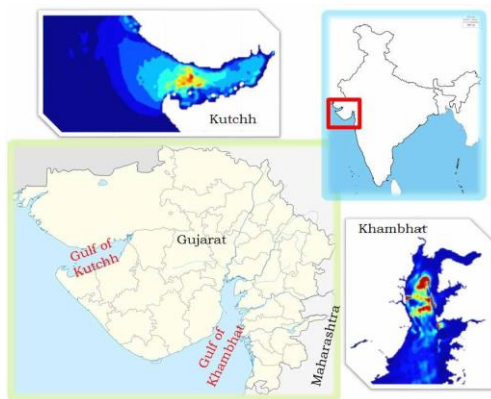 Kutchh
Khambhat
Gujarat
Gulf of
Kutchh
Gulf of
Khambhat
Maharashtra